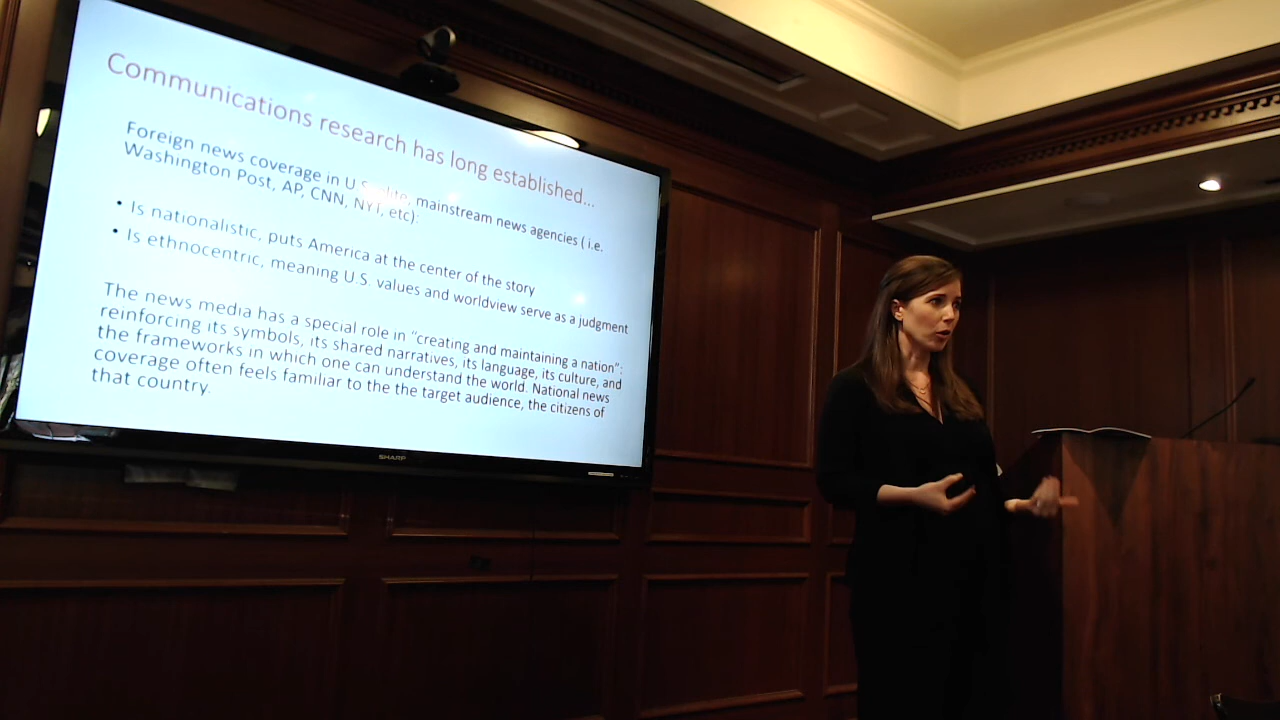 Communications research has long established...
Foreign news coverage in U.S. elite, mainstream news agencies ( i.e.
Washington Post, AP, CNN, NYT, etc):
• Is nationalistic, puts America at the center of the story
• Is ethnocentric, meaning U.S. values and worldview serve as a judgment
The news media has a special role in “creating and maintaining a nation”:
reinforcing its symbols, its shared narratives, its language, its culture, and
the frameworks in which one can understand the world. National news
coverage often feels familiar to the the target audience, the citizens of
that country.
SHARP